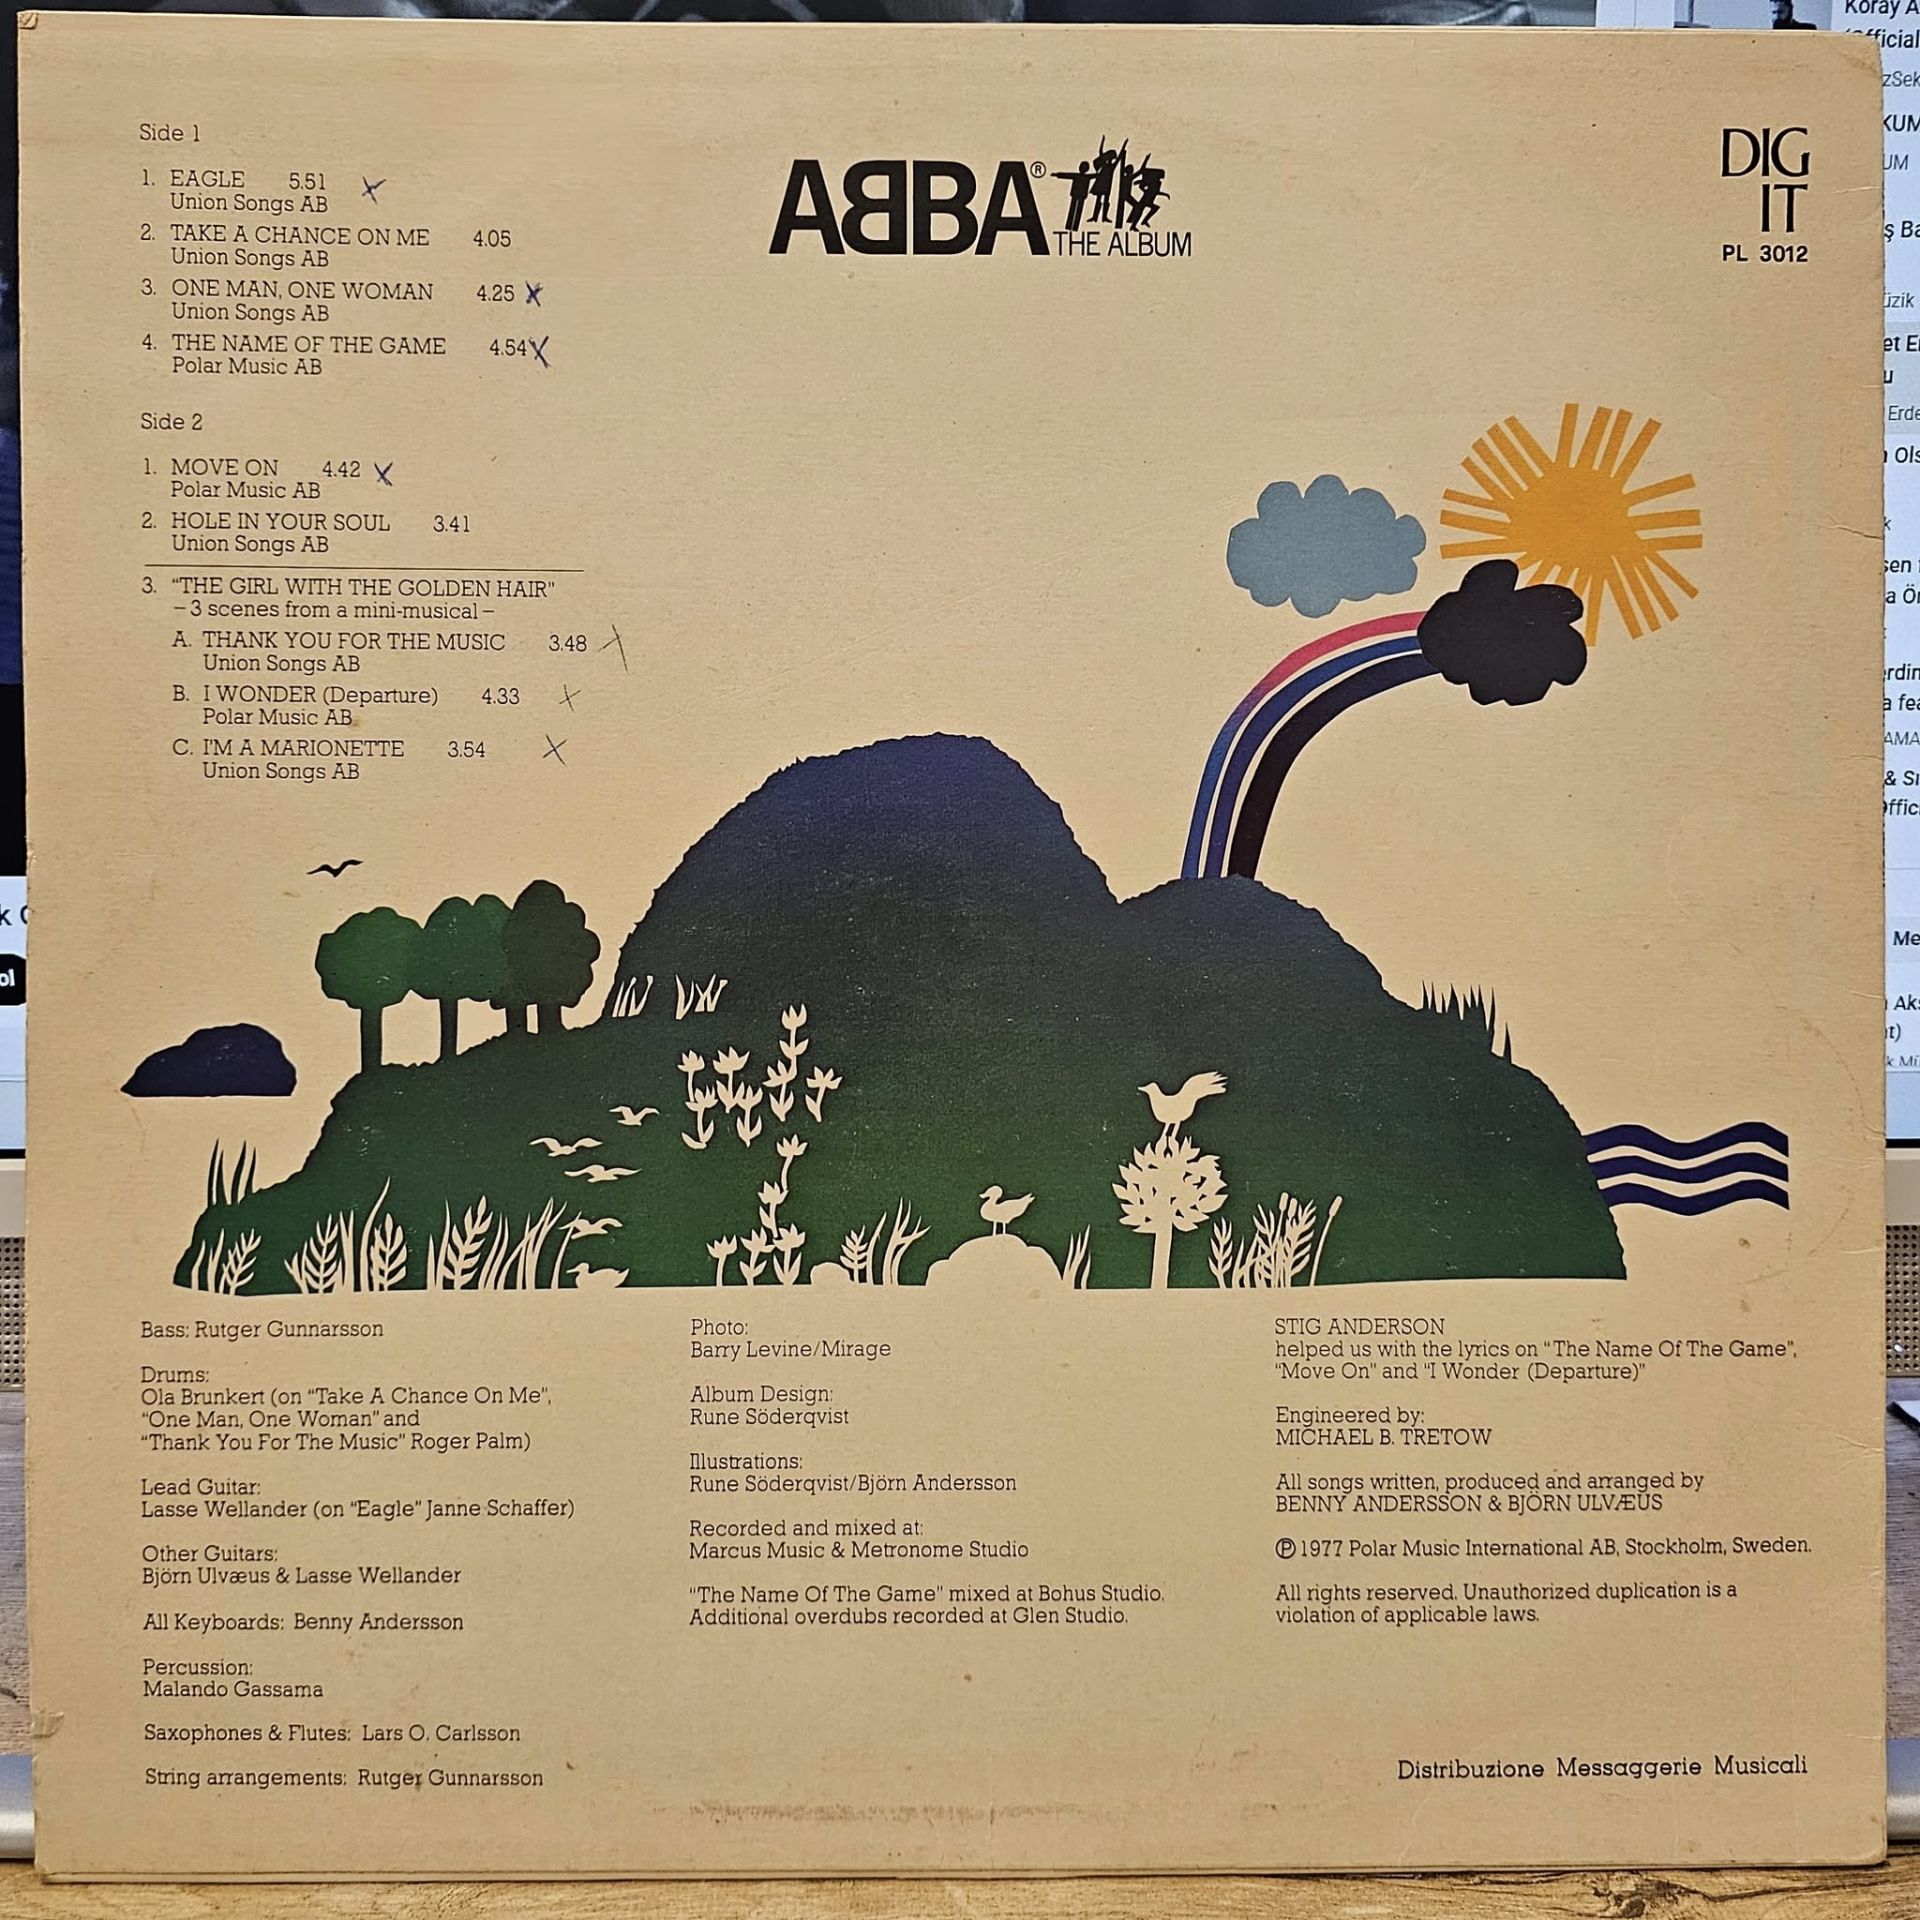 Side 1
1. EAGLE 5.51
Union Songs AB
2. TAKE A CHANCE ON ME 4.05
Union Songs AB
3. ONE MAN, ONE WOMAN 4.25
Union Songs AB
4. THE NAME OF THE GAME 4.54
Polar Music AB
Side 2
1. MOVE ON 4.42
Polar Music AB
2. HOLE IN YOUR SOUL 3.41
Union Songs AB
3. “THE GIRL WITH THE GOLDEN HAIR”
– 3 scenes from a mini-musical –
A. THANK YOU FOR THE MUSIC 3.48
Union Songs AB
B. I WONDER (Departure) 4.33
Polar Music AB
C. I'M A MARIONETTE 3.54
Union Songs AB
ABBA®
THE ALBUM
DIG
IT
PL 3012
Bass: Rutger Gunnarsson
Drums:
Ola Brunkert (on “Take A Chance On Me”,
“One Man, One Woman” and
“Thank You For The Music” Roger Palm)
Lead Guitar:
Lasse Wellander (on “Eagle” Janne Schaffer)
Other Guitars:
Björn Ulvæus & Lasse Wellander
All Keyboards: Benny Andersson
Percussion:
Malando Gassama
Saxophones & Flutes: Lars O. Carlsson
String arrangements: Rutger Gunnarsson
Photo:
Barry Levine/Mirage
Album Design:
Rune Söderqvist
Illustrations:
Rune Söderqvist/Björn Andersson
Recorded and mixed at:
Marcus Music & Metronome Studio
“The Name Of The Game” mixed at Bohus Studio.
Additional overdubs recorded at Glen Studio.
STIG ANDERSON
helped us with the lyrics on “The Name Of The Game”,
“Move On” and “I Wonder (Departure)”
Engineered by:
MICHAEL B. TRETOW
All songs written, produced and arranged by
BENNY ANDERSSON & BJÖRN ULVÆUS
℗ 1977 Polar Music International AB, Stockholm, Sweden.
All rights reserved. Unauthorized duplication is a
violation of applicable laws.
Distribuzione Messaggerie Musicali
Koray